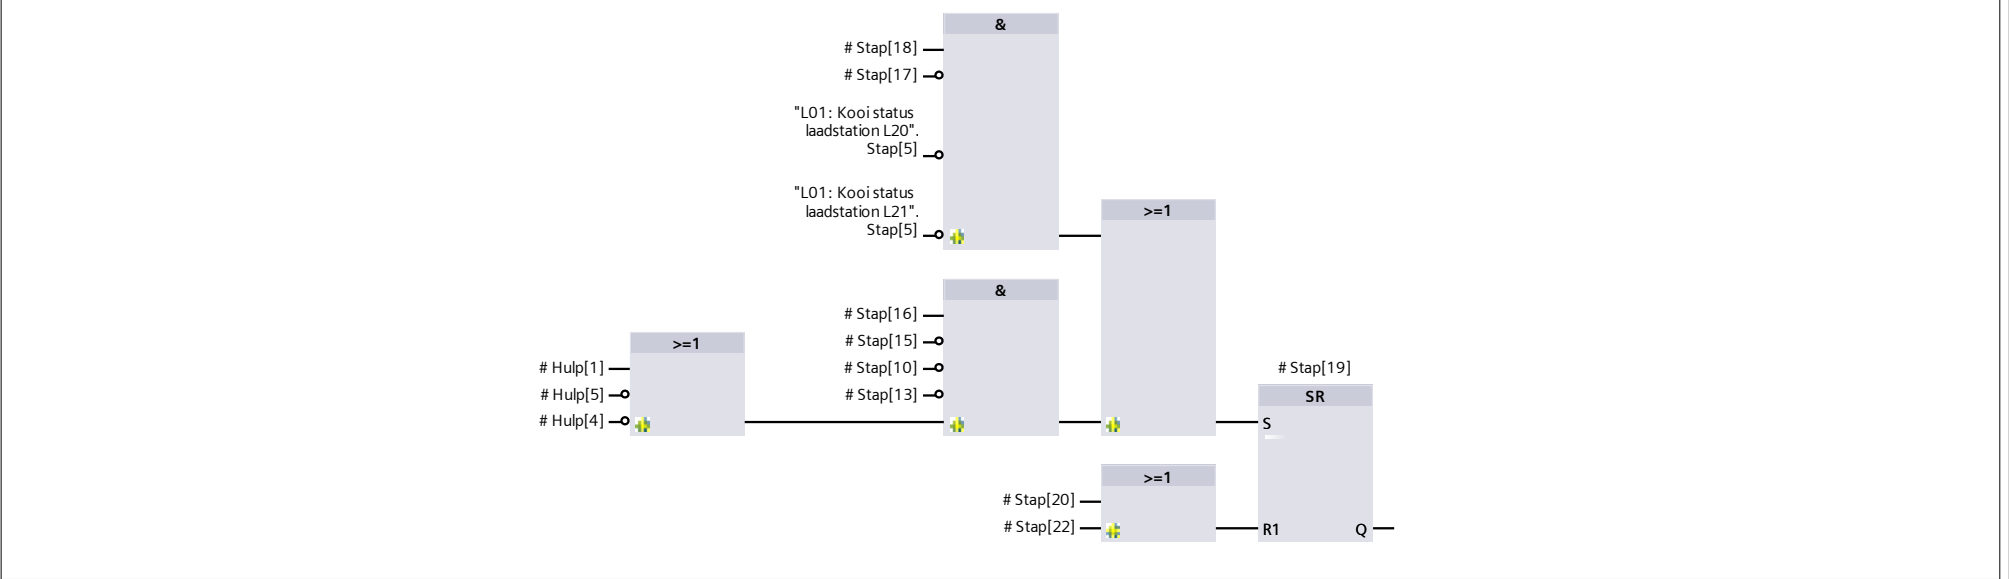 &
# Stap[18]
# Stap[17]
"L01: Kooi status
laadstation L20".
Stap[5]
"L01: Kooi status
laadstation L21".
Stap[5]
>=1
&
# Stap[16]
# Stap[15]
# Stap[10]
# Stap[13]
>=1
# Hulp[1]
# Hulp[5]
# Hulp[4]
# Stap[19]
SR
S
>=1
# Stap[20]
# Stap[22]
R1
Q